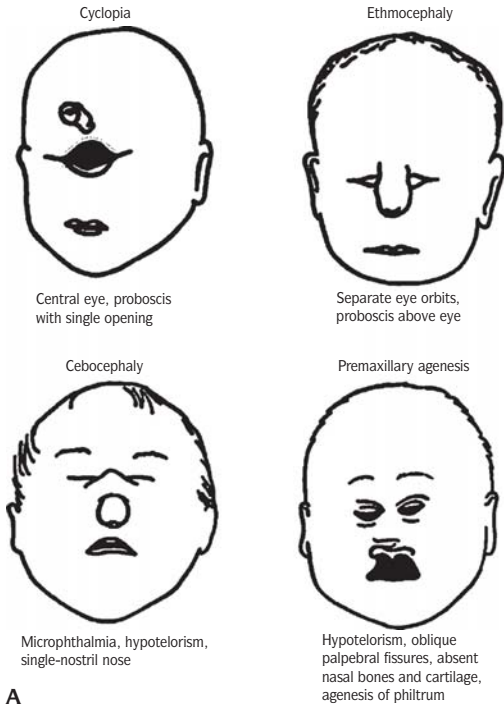 Cyclopia
Ethmocephaly
Central eye, proboscis
with single opening
Separate eye orbits,
proboscis above eye
Cebocephaly
Premaxillary agenesis
Microphthalmia, hypotelorism,
single-nostril nose
Hypotelorism, oblique
palpebral fissures, absent
nasal bones and cartilage,
agenesis of philtrum
A